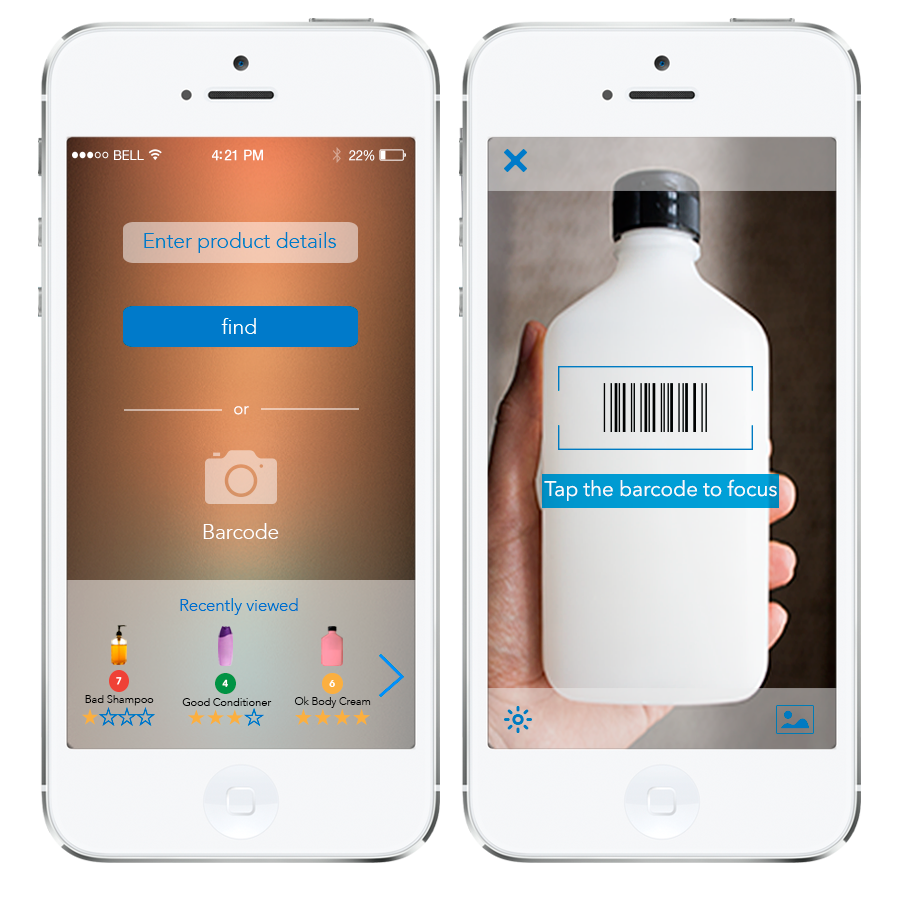 BELL 4:21 PM 22%
Enter product details
find
or
Barcode
Recently viewed
7 4 6
Bad Shampoo Good Conditioner Ok Body Cream
Tap the barcode to focus